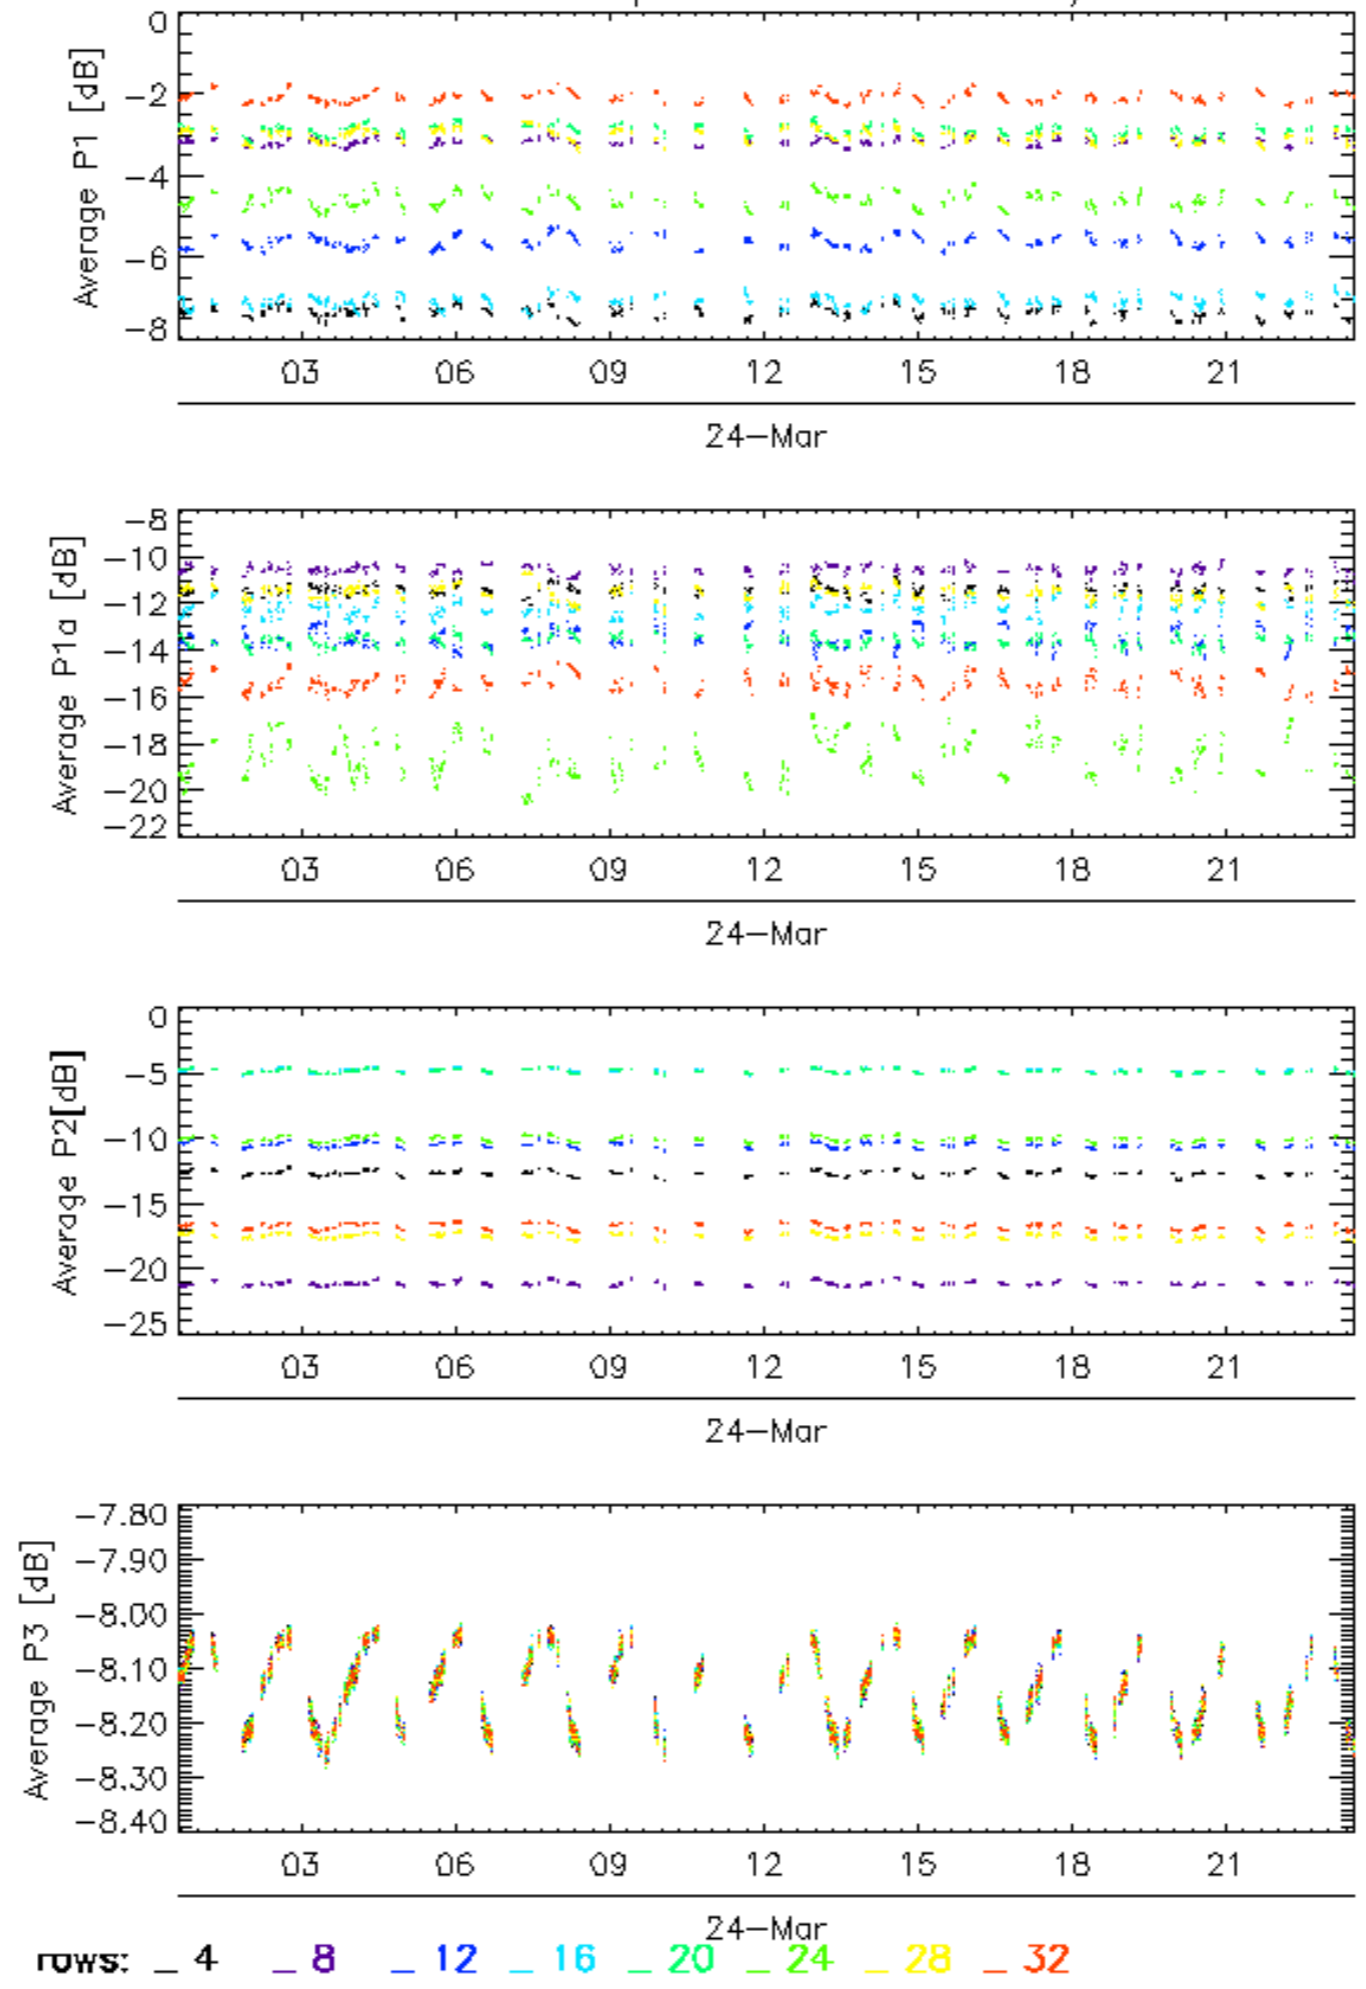 0
-2
-4
-6
-8
Average P1 [dB]
03 06 09 12 15 18 21
24-Mar
-8
-10
-12
-14
-16
-18
-20
-22
Average P1a [dB]
03 06 09 12 15 18 21
24-Mar
0
-5
-10
-15
-20
-25
Average P2[dB]
03 06 09 12 15 18 21
24-Mar
-7.80
-7.90
-8.00
-8.10
-8.20
-8.30
-8.40
Average P3 [dB]
03 06 09 12 15 18 21
24-Mar
rows: _ 4 _ 8 _ 12 _ 16 _ 20 _ 24 _ 28 _ 32